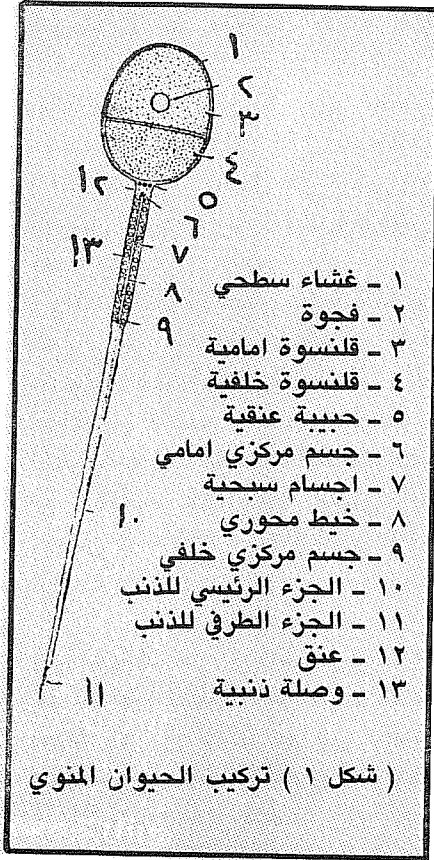 ١
٢
٣
٤
٥
٦
٧
٨
٩
١٠
١١
١٢
١٣
١ - غشاء سطحي
٢ - فجوة
٣ - قلنسوة امامية
٤ - قلنسوة خلفية
٥ - حبيبة عنقية
٦ - جسم مركزي امامي
٧ - اجسام سبحية
٨ - خيط محوري
٩ - جسم مركزي خلفي
١٠ - الجزء الرئيسي للذنب
١١ - الجزء الطرفي للذنب
١٢ - عنق
١٣ - وصلة ذنبية
( شكل ١ ) تركيب الحيوان المنوي